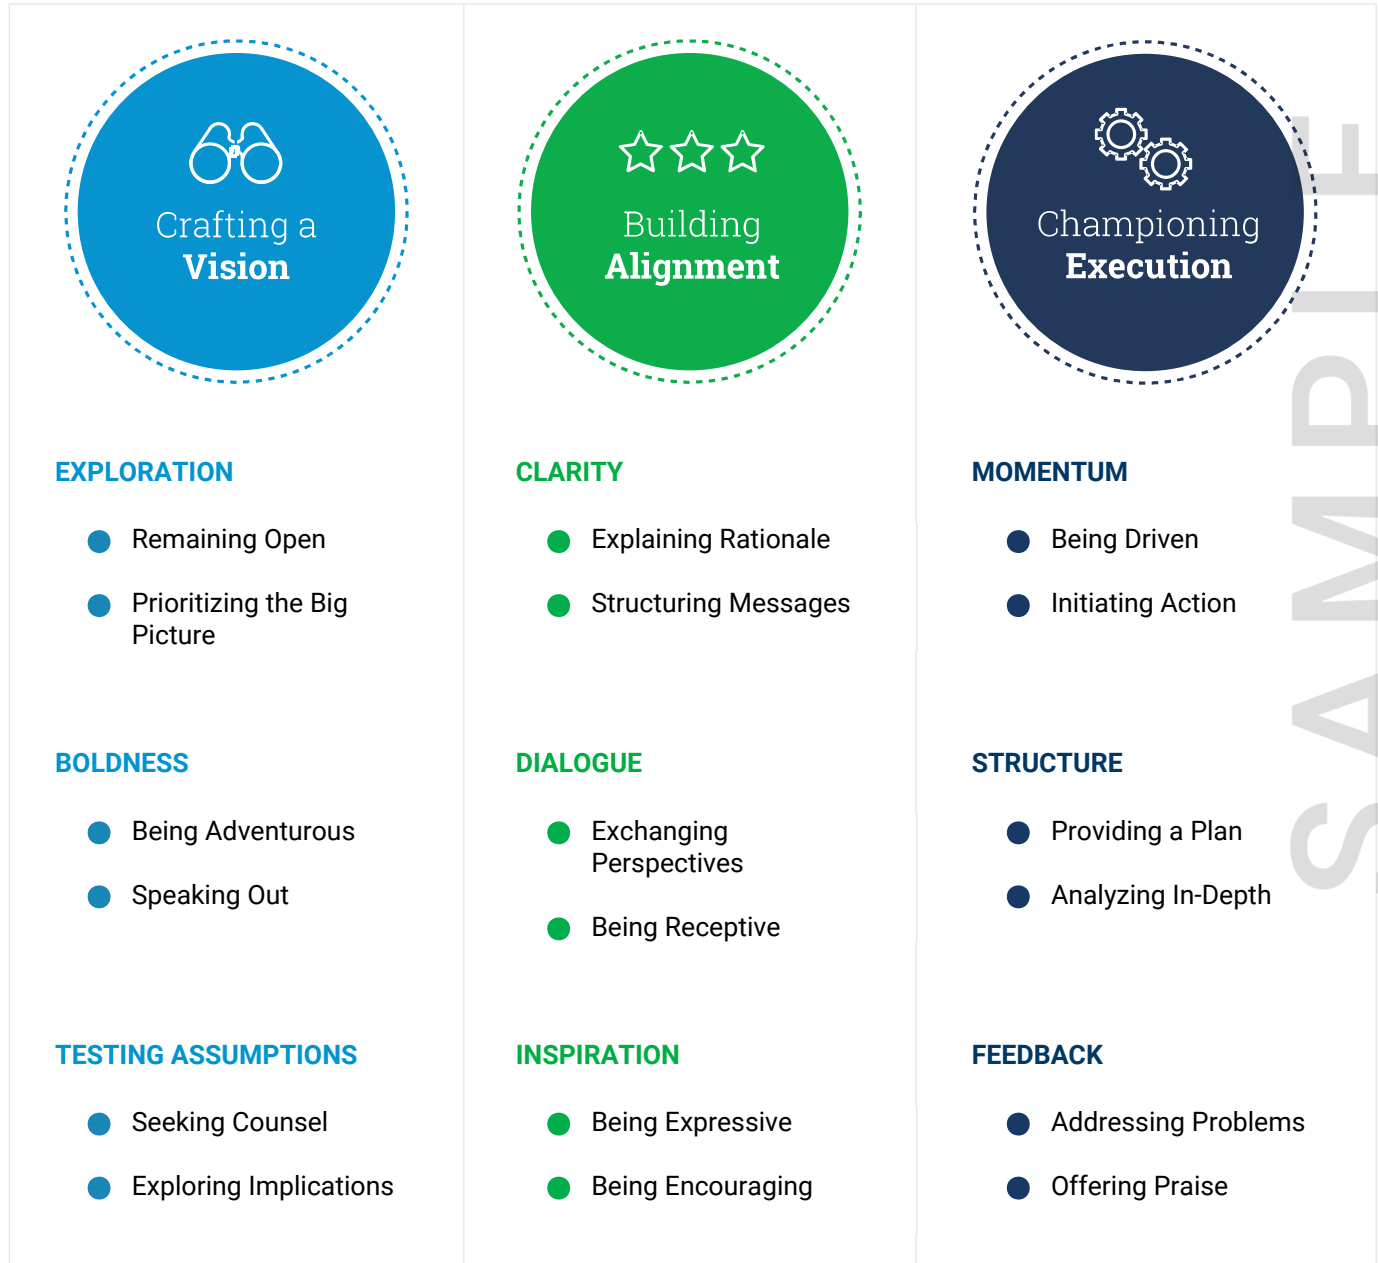 Crafting a
Vision
EXPLORATION
Remaining Open
Prioritizing the Big
Picture
BOLDNESS
Being Adventurous
Speaking Out
TESTING ASSUMPTIONS
Seeking Counsel
Exploring Implications
Building
Alignment
CLARITY
Explaining Rationale
Structuring Messages
DIALOGUE
Exchanging
Perspectives
Being Receptive
INSPIRATION
Being Expressive
Being Encouraging
Championing
Execution
MOMENTUM
Being Driven
Initiating Action
STRUCTURE
Providing a Plan
Analyzing In-Depth
FEEDBACK
Addressing Problems
Offering Praise
SAMPLE